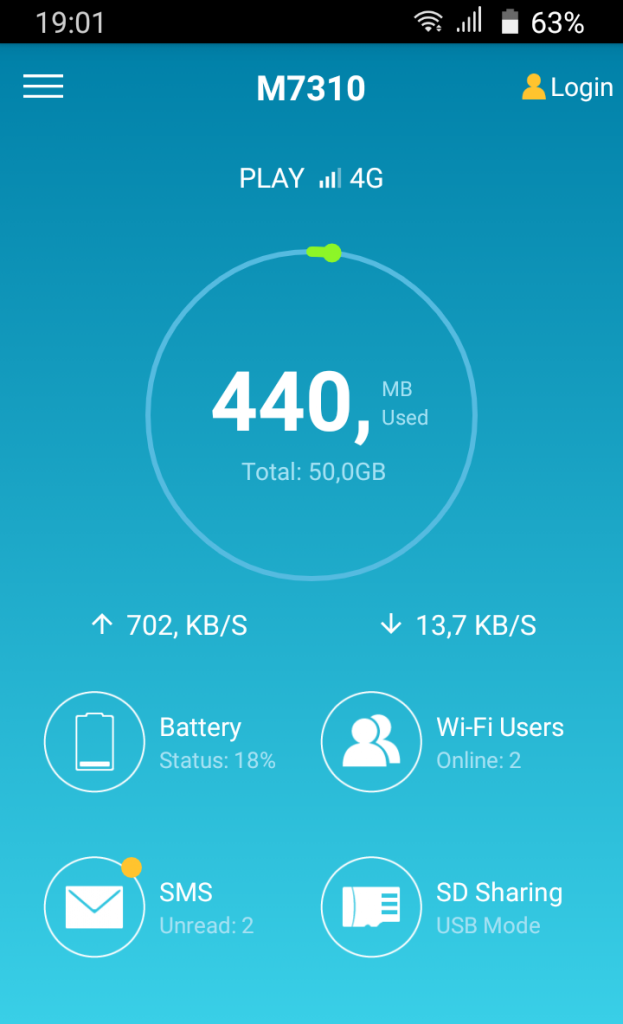 19:01 63%
M7310 Login
PLAY 4G
440, MB
Used
Total: 50,0GB
702, KB/S 13,7 KB/S
Battery
Status: 18%
Wi-Fi Users
Online: 2
SMS
Unread: 2
SD Sharing
USB Mode